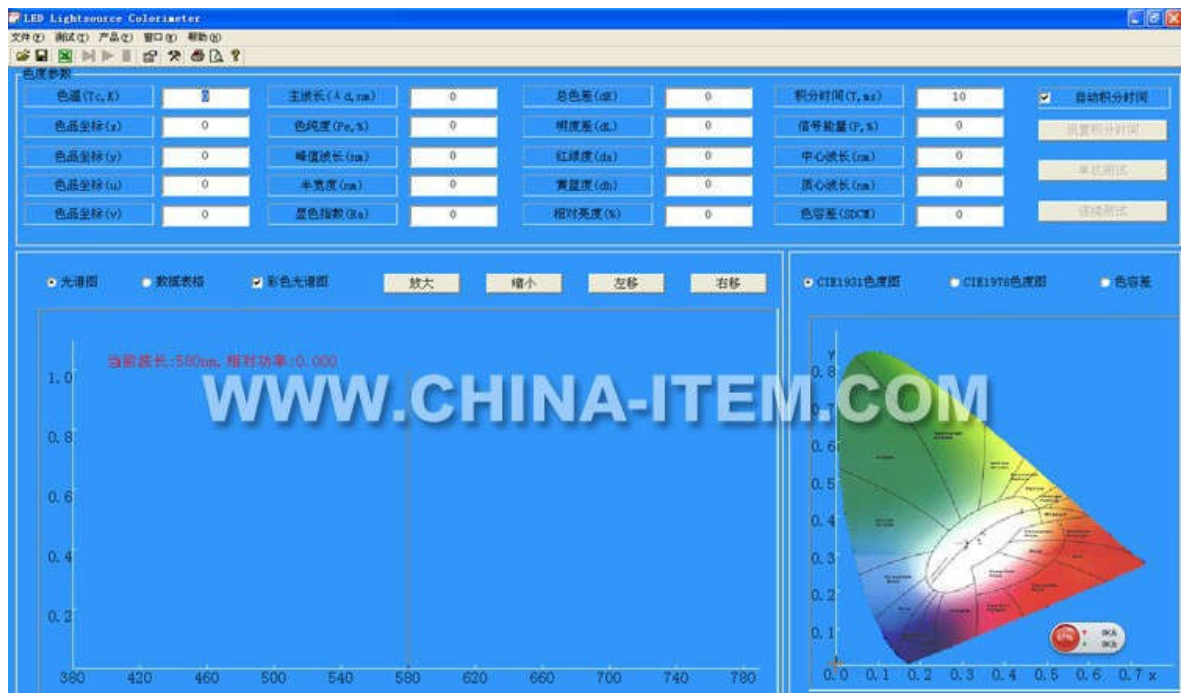 LED Lightsource Colorimeter
文件(F) 测试(T) 产品(P) 窗口(W) 帮助(H)
色度参数
色温(Tc,K) 0 主波长(λd,nm) 0 总色差(dE) 0 积分时间(T,ms) 10 自动积分时间
色品坐标(x) 0 色纯度(Pe,%) 0 明度差(dL) 0 信号能量(P,%) 0 设置积分时间
色品坐标(y) 0 峰值波长(nm) 0 红绿度(da) 0 中心波长(nm) 0 单次测试
色品坐标(u) 0 半宽度(nm) 0 黄蓝度(db) 0 质心波长(nm) 0
色品坐标(v) 0 显色指数(Ra) 0 相对亮度(%) 0 色容差(SDCM) 0 连续测试
光谱图 数据表格 彩色光谱图 放大 缩小 左移 右移 CIE1931色度图 CIE1976色度图 色容差
当前波长:580nm,相对功率:0.000
WWW.CHINA-ITEM.COM
1.0
0.8
0.6
0.4
0.2
380 420 460 500 540 580 620 660 700 740 780
y
0.8
0.7
0.6
0.5
0.4
0.3
0.2
0.1
0.0 0.1 0.2 0.3 0.4 0.5 0.6 0.7 x